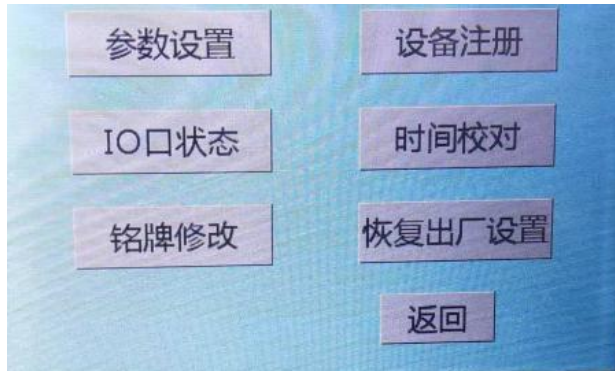 参数设置
设备注册
IO口状态
时间校对
铭牌修改
恢复出厂设置
返回